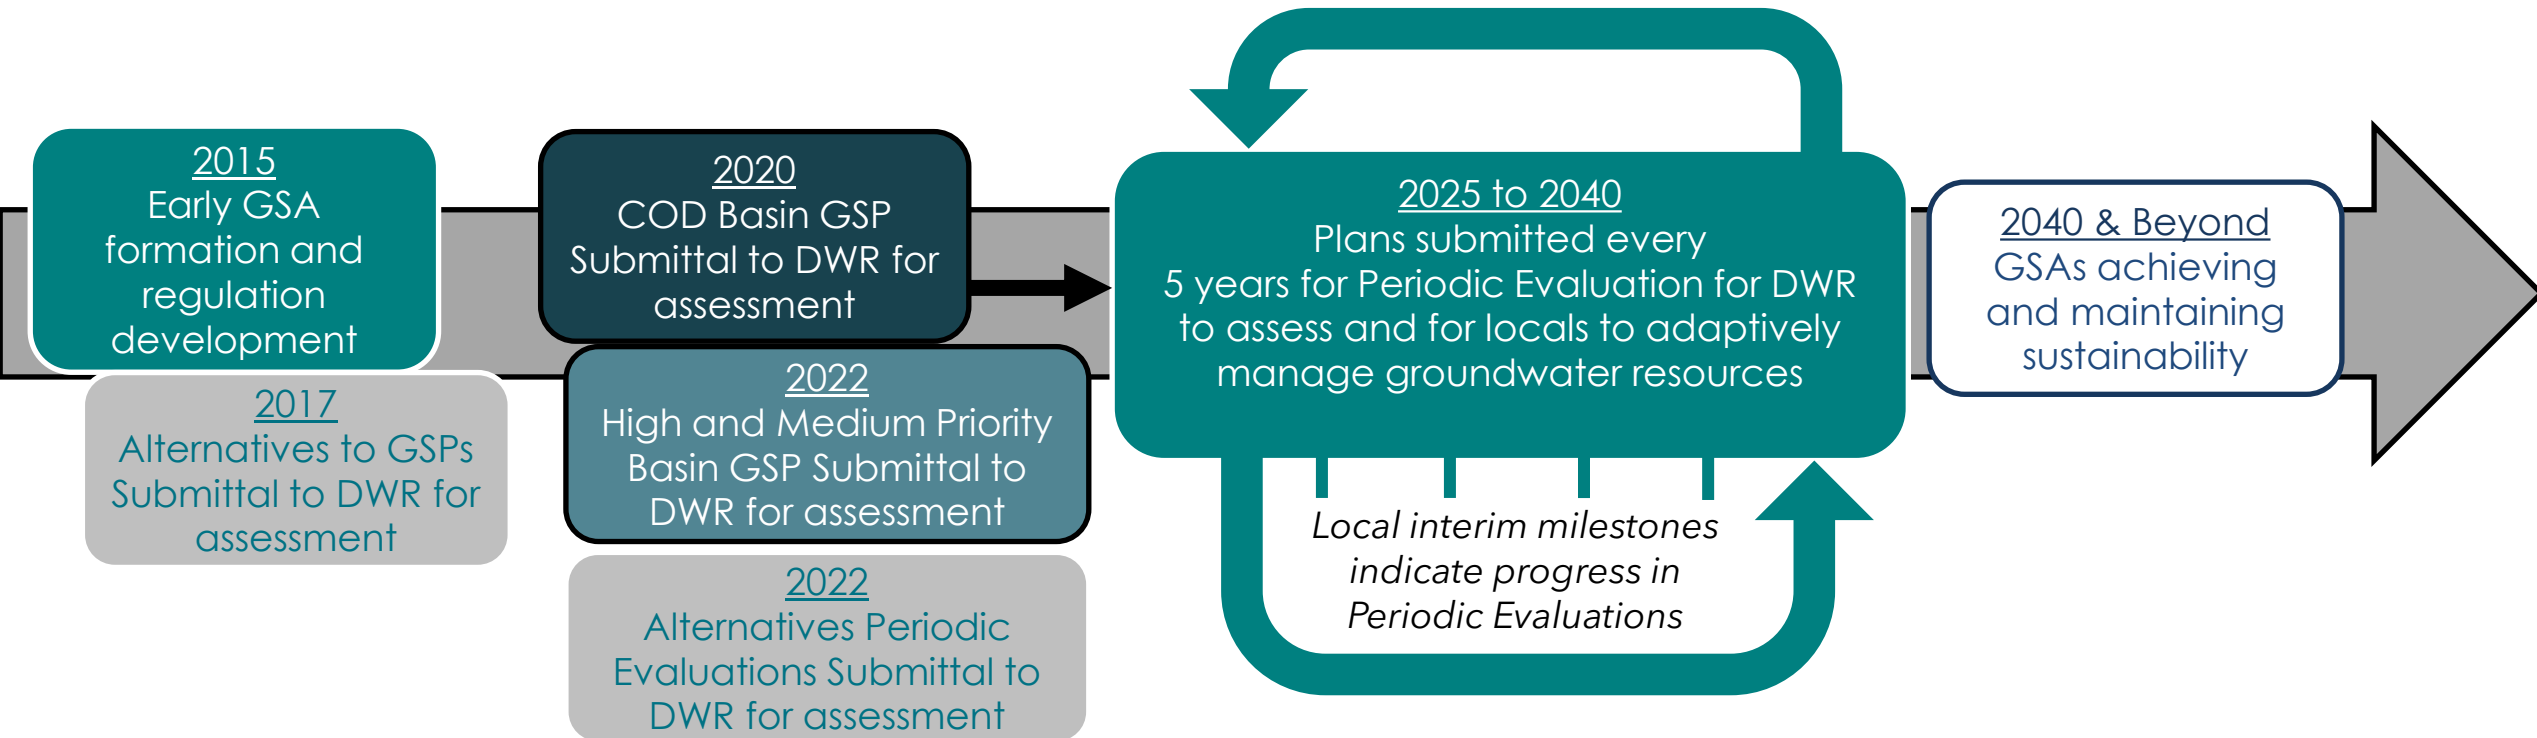 2015
Early GSA
formation and
regulation
development
2017
Alternatives to GSPs
Submittal to DWR for
assessment
2020
COD Basin GSP
Submittal to DWR for
assessment
2022
High and Medium Priority
Basin GSP Submittal to
DWR for assessment
2022
Alternatives Periodic
Evaluations Submittal to
DWR for assessment
2025 to 2040
Plans submitted every
5 years for Periodic Evaluation for DWR
to assess and for locals to adaptively
manage groundwater resources
Local interim milestones
indicate progress in
Periodic Evaluations
2040 & Beyond
GSAs achieving
and maintaining
sustainability